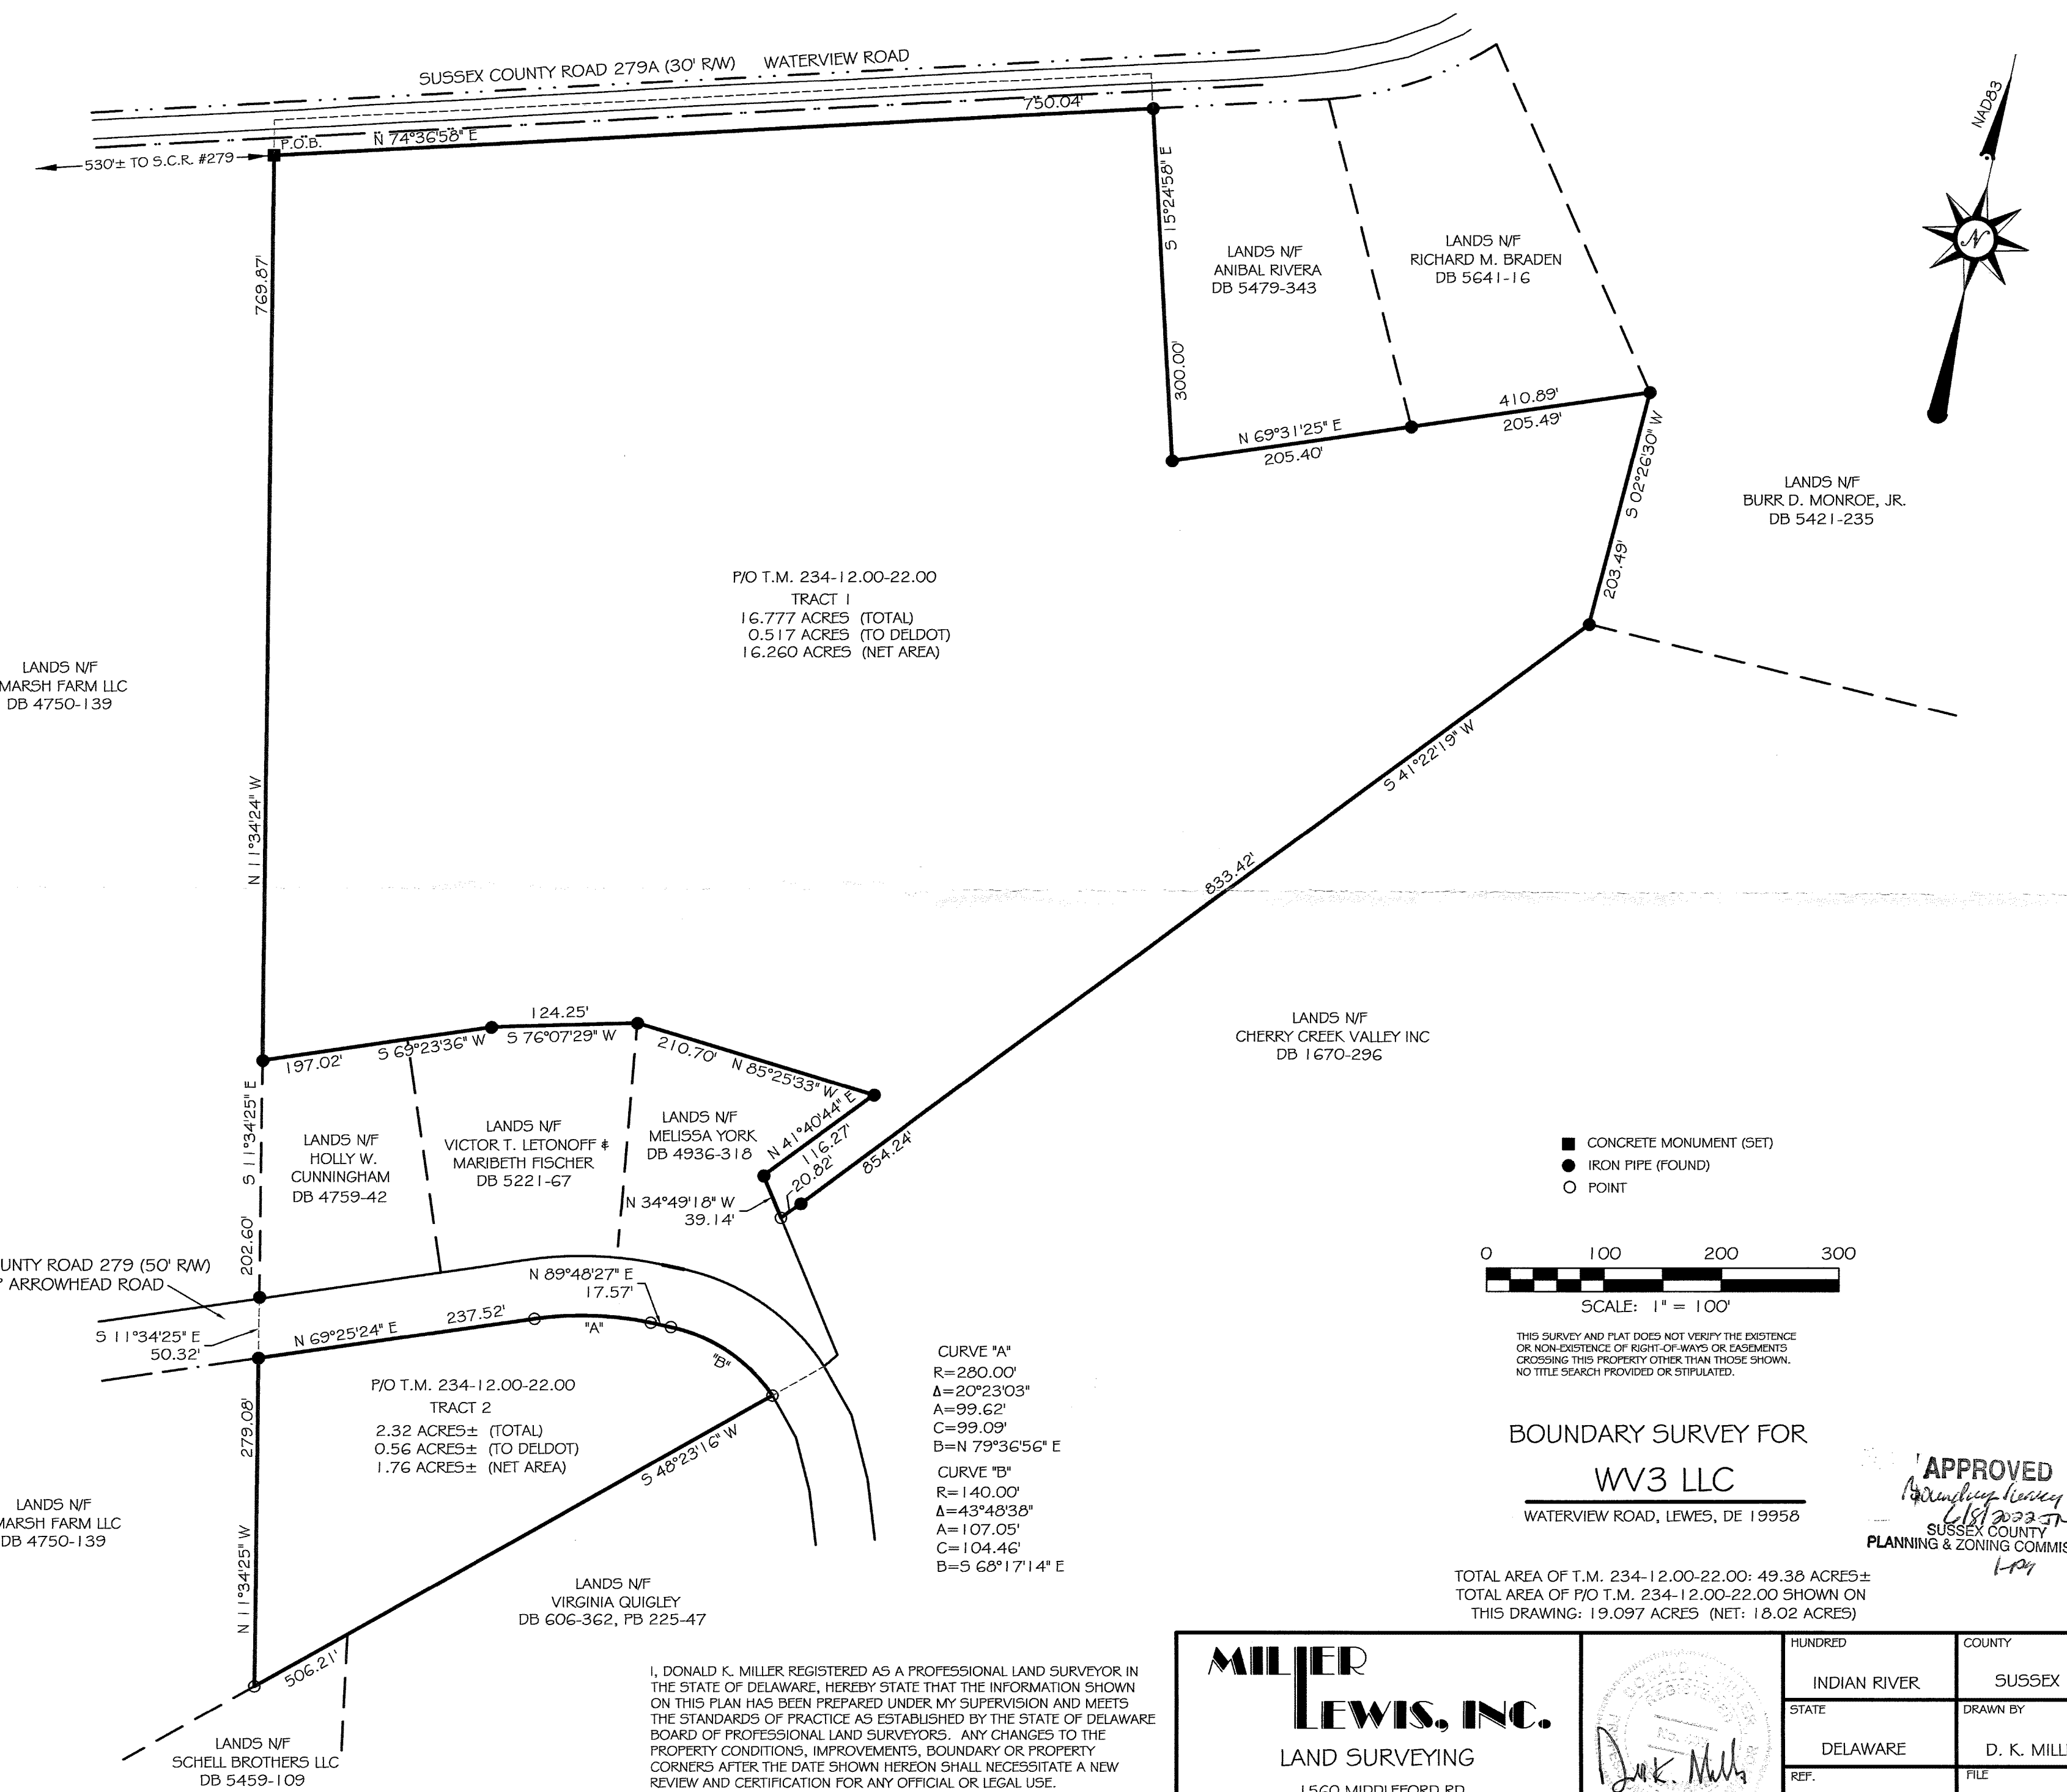 SUSSEX COUNTY ROAD 279A (30' R/W) WATERVIEW ROAD
750.04'
N 74°36'58" E
P.O.B.
530'± TO S.C.R. #279
NAD83
N
769.87'
N 11°34'24" W
S 15°24'58" E
300.00'
LANDS N/F
ANIBAL RIVERA
DB 5479-343
LANDS N/F
RICHARD M. BRADEN
DB 5641-16
N 69°31'25" E
205.40'
410.89'
205.49'
S 02°26'30" W
203.49'
LANDS N/F
BURR D. MONROE, JR.
DB 5421-235
P/O T.M. 234-12.00-22.00
TRACT 1
16.777 ACRES (TOTAL)
0.517 ACRES (TO DELDOT)
16.260 ACRES (NET AREA)
LANDS N/F
MARSH FARM LLC
DB 4750-139
S 41°22'19" W
833.42'
854.24'
LANDS N/F
CHERRY CREEK VALLEY INC
DB 1670-296
197.02'
S 69°23'36" W
124.25'
S 76°07'29" W
210.70'
N 85°25'33" W
N 41°40'44" E
116.27'
20.82'
N 34°49'18" W
39.14'
S 11°34'25" E
202.60'
LANDS N/F
HOLLY W.
CUNNINGHAM
DB 4759-42
LANDS N/F
VICTOR T. LETONOFF &
MARIBETH FISCHER
DB 5221-67
LANDS N/F
MELISSA YORK
DB 4936-318
UNTY ROAD 279 (50' R/W)
ARROWHEAD ROAD
S 11°34'25" E
50.32'
N 69°25'24" E
237.52'
N 89°48'27" E
17.57'
"A"
"B"
P/O T.M. 234-12.00-22.00
TRACT 2
2.32 ACRES± (TOTAL)
0.56 ACRES± (TO DELDOT)
1.76 ACRES± (NET AREA)
279.08'
N 11°34'25" W
S 48°23'16" W
506.21'
LANDS N/F
MARSH FARM LLC
DB 4750-139
LANDS N/F
VIRGINIA QUIGLEY
DB 606-362, PB 225-47
LANDS N/F
SCHELL BROTHERS LLC
DB 5459-109
CURVE "A"
R=280.00'
Δ=20°23'03"
A=99.62'
C=99.09'
B=N 79°36'56" E
CURVE "B"
R=140.00'
Δ=43°48'38"
A=107.05'
C=104.46'
B=S 68°17'14" E
CONCRETE MONUMENT (SET)
IRON PIPE (FOUND)
POINT
0 100 200 300
SCALE: 1" = 100'
THIS SURVEY AND PLAT DOES NOT VERIFY THE EXISTENCE
OR NON-EXISTENCE OF RIGHT-OF-WAYS OR EASEMENTS
CROSSING THIS PROPERTY OTHER THAN THOSE SHOWN.
NO TITLE SEARCH PROVIDED OR STIPULATED.
BOUNDARY SURVEY FOR
WV3 LLC
WATERVIEW ROAD, LEWES, DE 19958
APPROVED
Boundary Survey
6/8/2022
SUSSEX COUNTY
PLANNING & ZONING COMMIS
TOTAL AREA OF T.M. 234-12.00-22.00: 49.38 ACRES±
TOTAL AREA OF P/O T.M. 234-12.00-22.00 SHOWN ON
THIS DRAWING: 19.097 ACRES (NET: 18.02 ACRES)
I, DONALD K. MILLER REGISTERED AS A PROFESSIONAL LAND SURVEYOR IN
THE STATE OF DELAWARE, HEREBY STATE THAT THE INFORMATION SHOWN
ON THIS PLAN HAS BEEN PREPARED UNDER MY SUPERVISION AND MEETS
THE STANDARDS OF PRACTICE AS ESTABLISHED BY THE STATE OF DELAWARE
BOARD OF PROFESSIONAL LAND SURVEYORS. ANY CHANGES TO THE
PROPERTY CONDITIONS, IMPROVEMENTS, BOUNDARY OR PROPERTY
CORNERS AFTER THE DATE SHOWN HEREON SHALL NECESSITATE A NEW
REVIEW AND CERTIFICATION FOR ANY OFFICIAL OR LEGAL USE.
MILLER
LEWIS, INC.
LAND SURVEYING
1560 MIDDLEFORD RD
HUNDRED
INDIAN RIVER
COUNTY
SUSSEX
STATE
DELAWARE
DRAWN BY
D. K. MILL
REF.
FILE